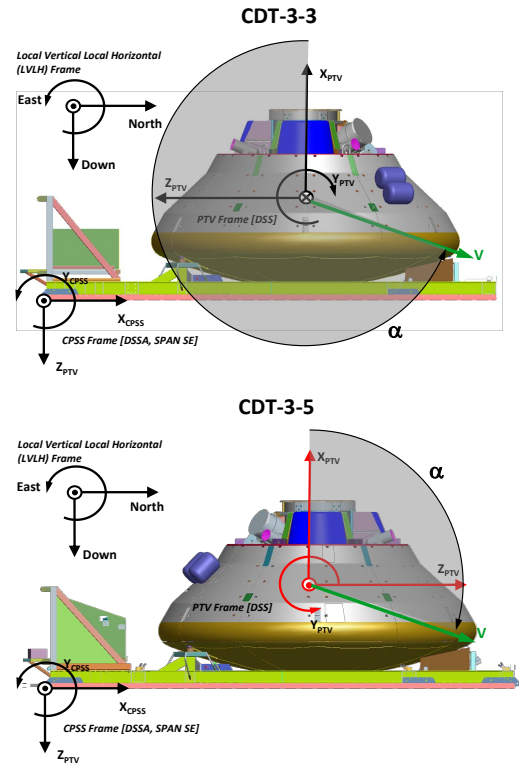 CDT-3-3
Local Vertical Local Horizontal
(LVLH) Frame
East
North
Down
X_PTV
Y_PTV
Z_PTV
PTV Frame [DSS]
V
Y_CPSS
X_CPSS
CPSS Frame [DSSA, SPAN SE]
Z_PTV
α
CDT-3-5
Local Vertical Local Horizontal
(LVLH) Frame
East
North
Down
X_PTV
α
Z_PTV
PTV Frame [DSS]
Y_PTV
V
Y_CPSS
X_CPSS
CPSS Frame [DSSA, SPAN SE]
Z_PTV